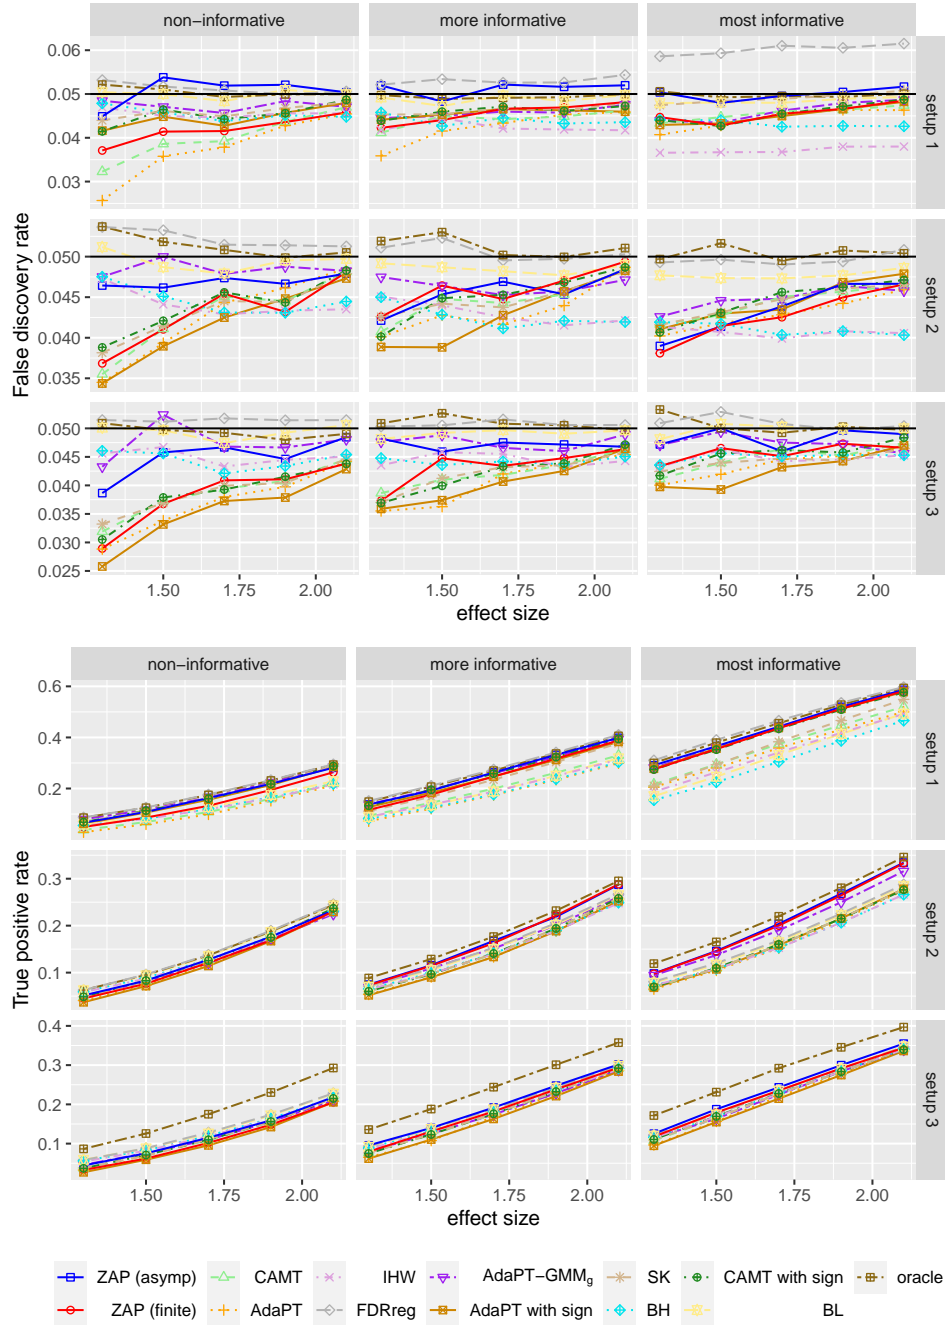 non−informative more informative most informative
0.06
0.05
0.04
0.03
setup 1
0.050
0.045
0.040
0.035
setup 2
0.050
0.045
0.040
0.035
0.030
0.025
setup 3
False discovery rate
1.50 1.75 2.00 1.50 1.75 2.00 1.50 1.75 2.00
effect size
non−informative more informative most informative
0.6
0.4
0.2
setup 1
0.3
0.2
0.1
setup 2
0.4
0.3
0.2
0.1
setup 3
True positive rate
1.50 1.75 2.00 1.50 1.75 2.00 1.50 1.75 2.00
effect size
ZAP (asymp) CAMT IHW AdaPT−GMMg SK CAMT with sign oracle
ZAP (finite) AdaPT FDRreg AdaPT with sign BH BL